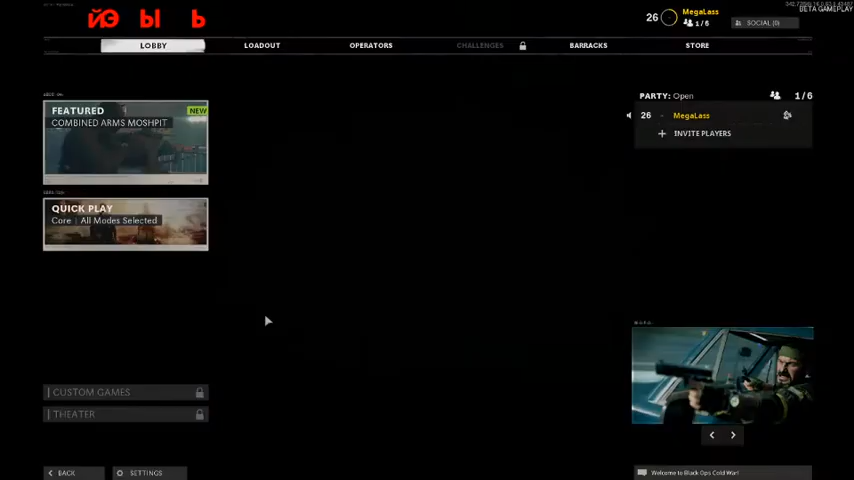 BETA GAMEPLAY
йэ ы ь
26 MegaLass
1/6
SOCIAL (0)
LOBBY
LOADOUT
OPERATORS
CHALLENGES
BARRACKS
STORE
FEATURED
NEW
COMBINED ARMS MOSHPIT
QUICK PLAY
Core | All Modes Selected
PARTY: Open
1/6
26 MegaLass
+ INVITE PLAYERS
CUSTOM GAMES
THEATER
BACK
SETTINGS
Welcome to Black Ops Cold War!